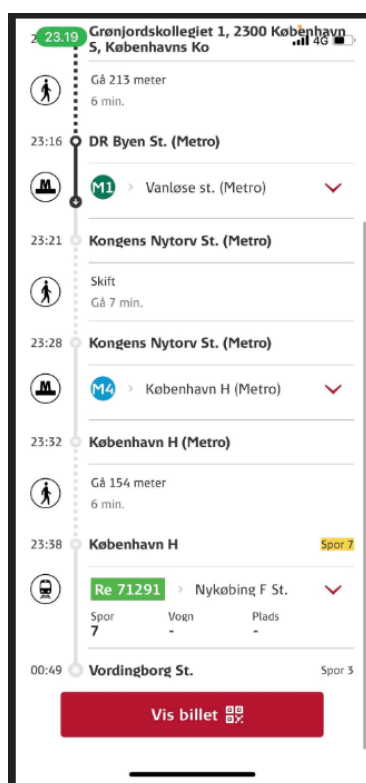 23.19
Grønjordskollegiet 1, 2300 København
S, Københavns Ko
4G
Gå 213 meter
6 min.
23:16 DR Byen St. (Metro)
M M1 > Vanløse st. (Metro)
23:21 Kongens Nytorv St. (Metro)
Skift
Gå 7 min.
23:28 Kongens Nytorv St. (Metro)
M M4 > København H (Metro)
23:32 København H (Metro)
Gå 154 meter
6 min.
23:38 København H Spor 7
Re 71291 > Nykøbing F St.
Spor Vogn Plads
7 - -
00:49 Vordingborg St. Spor 3
Vis billet